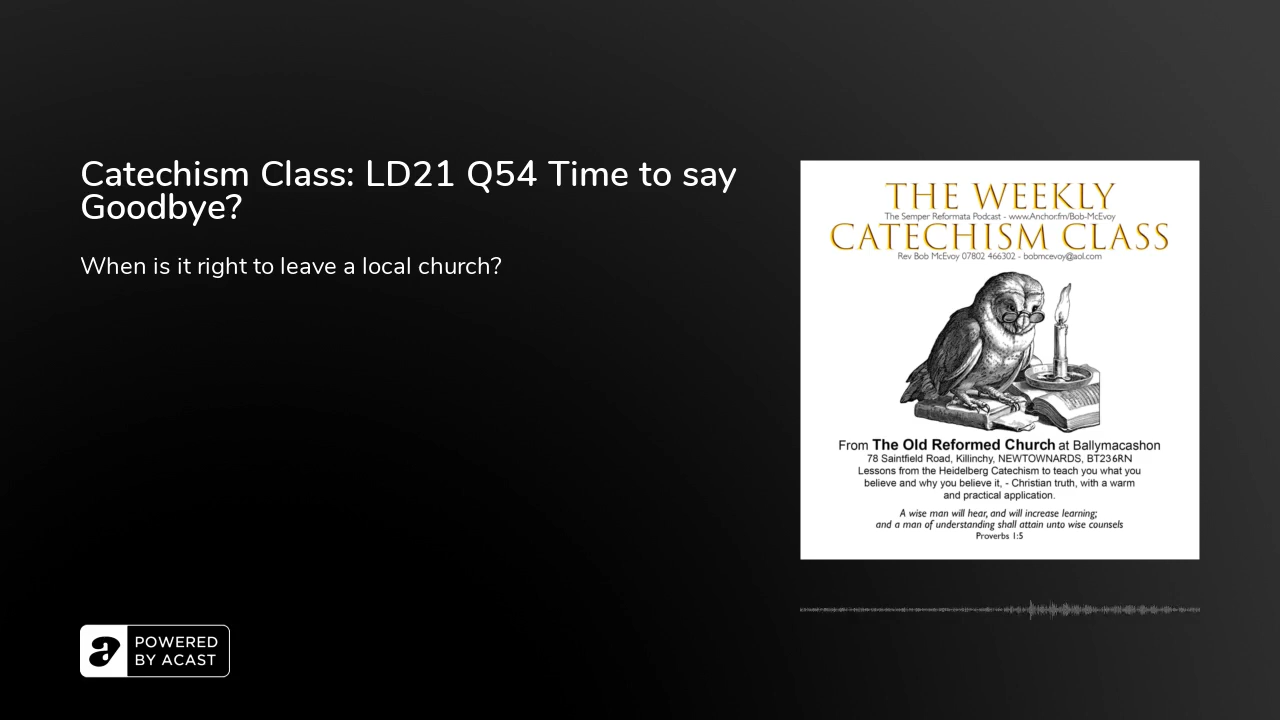 Catechism Class: LD21 Q54 Time to say
Goodbye?
When is it right to leave a local church?
THE WEEKLY
The Semper Reformata Podcast - www.Anchor.fm/Bob-McEvoy
CATECHISM CLASS
Rev Bob McEvoy 07802 466302 - bobmcevoy@aol.com
From The Old Reformed Church at Ballymacashon
78 Saintfield Road, Killinchy, NEWTOWNARDS, BT236RN
Lessons from the Heidelberg Catechism to teach you what you
believe and why you believe it, - Christian truth, with a warm
and practical application.
A wise man will hear, and will increase learning;
and a man of understanding shall attain unto wise counsels
Proverbs 1:5
a
POWERED
BY ACAST